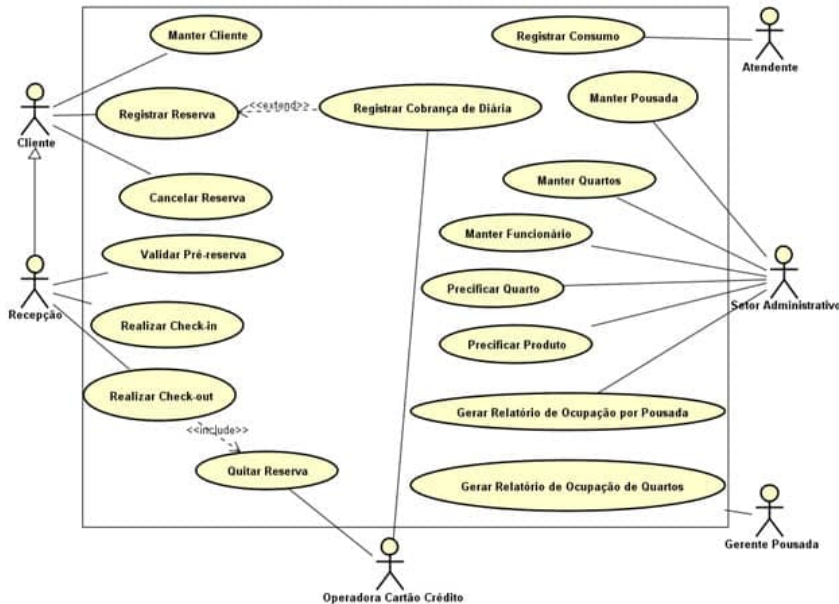 Manter Cliente
Registrar Consumo
Atendente
Manter Pousada
Registrar Reserva
<<extend>>
Registrar Cobrança de Diária
Cliente
Cancelar Reserva
Manter Quartos
Validar Pré-reserva
Manter Funcionário
Recepção
Precificar Quarto
Setor Administrativo
Realizar Check-in
Precificar Produto
Realizar Check-out
Gerar Relatório de Ocupação por Pousada
<<include>>
Quitar Reserva
Gerar Relatório de Ocupação de Quartos
Gerente Pousada
Operadora Cartão Crédito